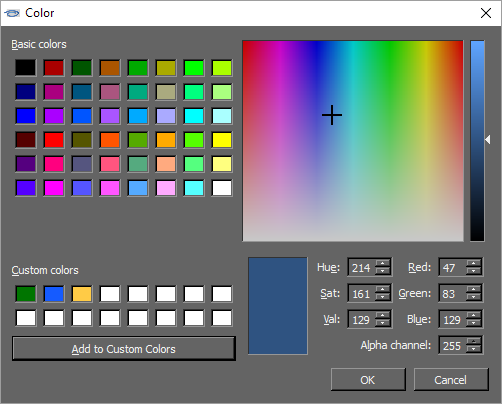 Color
Basic colors
Custom colors
Add to Custom Colors
Hue: 214 Red: 47
Sat: 161 Green: 83
Val: 129 Blue: 129
Alpha channel: 255
OK Cancel